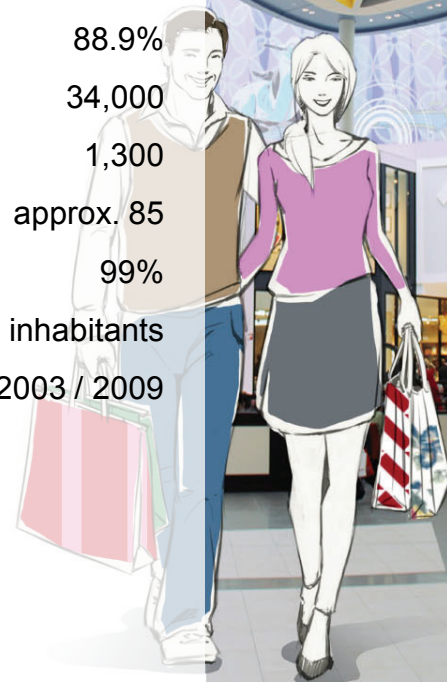 88.9%
34,000
1,300
approx. 85
99%
inhabitants
2003 / 2009